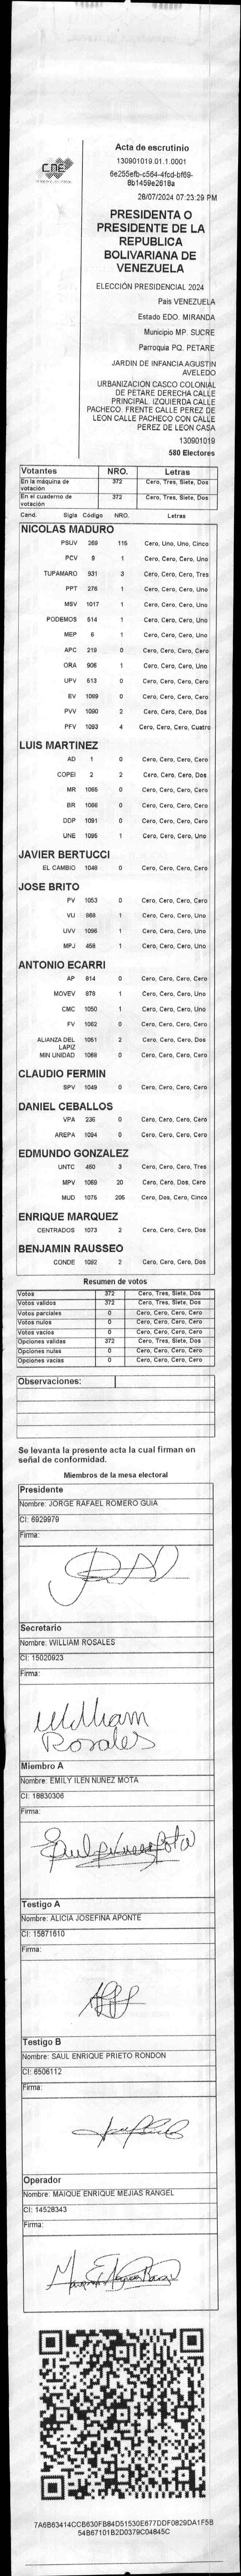 CNE
Acta de escrutinio
130901019.01.1.0001
6e255efb-c564-4fcd-bf69-
8b1459e2618a
28/07/2024 07:23:29 PM
PRESIDENTA O
PRESIDENTE DE LA
REPUBLICA
BOLIVARIANA DE
VENEZUELA
ELECCIÓN PRESIDENCIAL 2024
País VENEZUELA
Estado EDO. MIRANDA
Municipio MP. SUCRE
Parroquia PQ. PETARE
JARDIN DE INFANCIA AGUSTIN
AVELEDO
URBANIZACION CASCO COLONIAL
DE PETARE DERECHA CALLE
PRINCIPAL. IZQUIERDA CALLE
PACHECO. FRENTE CALLE PEREZ DE
LEON CALLE PACHECO CON CALLE
PEREZ DE LEON CASA
130901019
580 Electores
Votantes NRO. Letras
En la máquina de votación 372 Cero, Tres, Siete, Dos
En el cuaderno de votación 372 Cero, Tres, Siete, Dos
Cand. Sigla Código NRO. Letras
NICOLAS MADURO
PSUV 269 115 Cero, Uno, Uno, Cinco
PCV 9 1 Cero, Cero, Cero, Uno
TUPAMARO 931 3 Cero, Cero, Cero, Tres
PPT 276 1 Cero, Cero, Cero, Uno
MSV 1017 1 Cero, Cero, Cero, Uno
PODEMOS 514 1 Cero, Cero, Cero, Uno
MEP 6 1 Cero, Cero, Cero, Uno
APC 219 0 Cero, Cero, Cero, Cero
ORA 906 1 Cero, Cero, Cero, Uno
UPV 613 0 Cero, Cero, Cero, Cero
EV 1089 0 Cero, Cero, Cero, Cero
PVV 1090 2 Cero, Cero, Cero, Dos
PFV 1093 4 Cero, Cero, Cero, Cuatro
LUIS MARTINEZ
AD 1 0 Cero, Cero, Cero, Cero
COPEI 2 2 Cero, Cero, Cero, Dos
MR 1065 0 Cero, Cero, Cero, Cero
BR 1066 0 Cero, Cero, Cero, Cero
DDP 1091 0 Cero, Cero, Cero, Cero
UNE 1095 1 Cero, Cero, Cero, Uno
JAVIER BERTUCCI
EL CAMBIO 1048 0 Cero, Cero, Cero, Cero
JOSE BRITO
PV 1053 0 Cero, Cero, Cero, Cero
VU 968 1 Cero, Cero, Cero, Uno
UVV 1096 1 Cero, Cero, Cero, Uno
MPJ 458 1 Cero, Cero, Cero, Uno
ANTONIO ECARRI
AP 814 0 Cero, Cero, Cero, Cero
MOVEV 878 1 Cero, Cero, Cero, Uno
CMC 1050 1 Cero, Cero, Cero, Uno
FV 1062 0 Cero, Cero, Cero, Cero
ALIANZA DEL LAPIZ 1051 2 Cero, Cero, Cero, Dos
MIN UNIDAD 1068 0 Cero, Cero, Cero, Cero
CLAUDIO FERMIN
SPV 1049 0 Cero, Cero, Cero, Cero
DANIEL CEBALLOS
VPA 236 0 Cero, Cero, Cero, Cero
AREPA 1094 0 Cero, Cero, Cero, Cero
EDMUNDO GONZALEZ
UNTC 460 3 Cero, Cero, Cero, Tres
MPV 1069 20 Cero, Cero, Dos, Cero
MUD 1075 205 Cero, Dos, Cero, Cinco
ENRIQUE MARQUEZ
CENTRADOS 1073 2 Cero, Cero, Cero, Dos
BENJAMIN RAUSSEO
CONDE 1092 2 Cero, Cero, Cero, Dos
Resumen de votos
Votos 372 Cero, Tres, Siete, Dos
Votos validos 372 Cero, Tres, Siete, Dos
Votos parciales 0 Cero, Cero, Cero, Cero
Votos nulos 0 Cero, Cero, Cero, Cero
Votos vacios 0 Cero, Cero, Cero, Cero
Opciones validas 372 Cero, Tres, Siete, Dos
Opciones nulas 0 Cero, Cero, Cero, Cero
Opciones vacias 0 Cero, Cero, Cero, Cero
Observaciones:
Se levanta la presente acta la cual firman en
señal de conformidad.
Miembros de la mesa electoral
Presidente
Nombre: JORGE RAFAEL ROMERO GUIA
CI: 6929979
Firma:
Secretario
Nombre: WILLIAM ROSALES
CI: 15020923
Firma:
William
Rosales
Miembro A
Nombre: EMILY ILEN NUNEZ MOTA
CI: 18830306
Firma:
Testigo A
Nombre: ALICIA JOSEFINA APONTE
CI: 15871610
Firma:
Testigo B
Nombre: SAUL ENRIQUE PRIETO RONDON
CI: 6506112
Firma:
Operador
Nombre: MAIQUE ENRIQUE MEJIAS RANGEL
CI: 14528343
Firma:
7A6B63414CCB630FB84D51530E677DDF0829DA1F5B
54B67101B2D0379C04845C